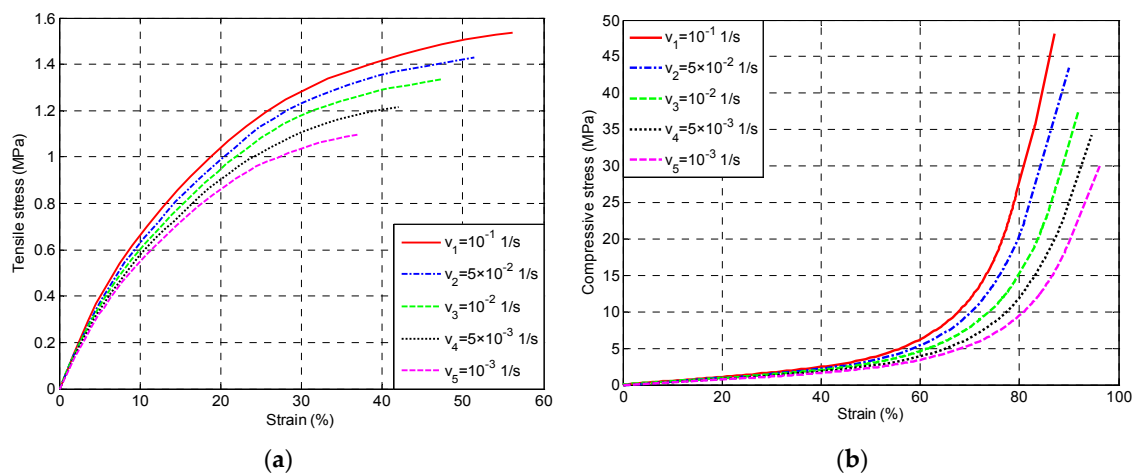 1.6
1.4
1.2
1
0.8
0.6
0.4
0.2
0
Tensile stress (MPa)
0 10 20 30 40 50 60
Strain (%)
v₁=10⁻¹ 1/s
v₂=5×10⁻² 1/s
v₃=10⁻² 1/s
v₄=5×10⁻³ 1/s
v₅=10⁻³ 1/s
(a)
50
45
40
35
30
25
20
15
10
5
0
Compressive stress (MPa)
0 20 40 60 80 100
Strain (%)
v₁=10⁻¹ 1/s
v₂=5×10⁻² 1/s
v₃=10⁻² 1/s
v₄=5×10⁻³ 1/s
v₅=10⁻³ 1/s
(b)